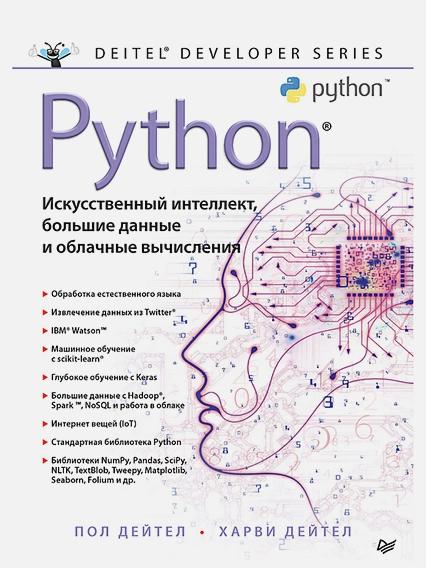 DEITEL® DEVELOPER SERIES
python™
Python®
Искусственный интеллект,
большие данные
и облачные вычисления
▶ Обработка естественного языка
▶ Извлечение данных из Twitter®
▶ IBM® Watson™
▶ Машинное обучение
с scikit-learn®
▶ Глубокое обучение с Keras
▶ Большие данные с Hadoop®,
Spark ™, NoSQL и работа в облаке
▶ Интернет вещей (IoT)
▶ Стандартная библиотека Python
▶ Библиотеки NumPy, Pandas, SciPy,
NLTK, TextBlob, Tweepy, Matplotlib,
Seaborn, Folium и др.
ПОЛ ДЕЙТЕЛ • ХАРВИ ДЕЙТЕЛ